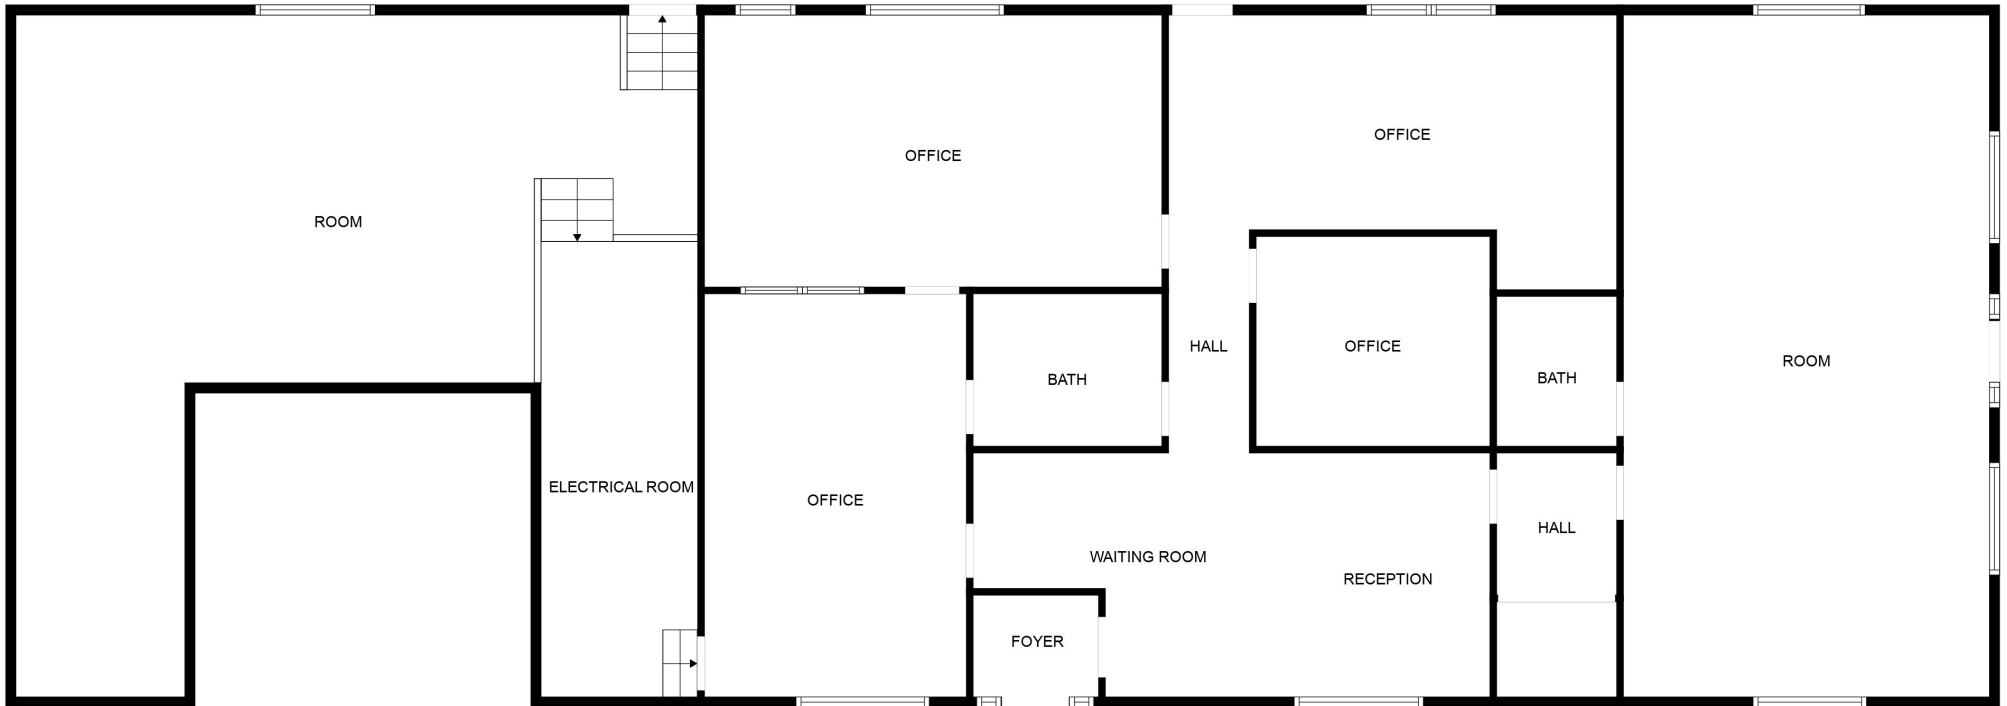 OFFICE
OFFICE
ROOM
HALL
OFFICE
ROOM
BATH
BATH
ELECTRICAL ROOM
OFFICE
HALL
WAITING ROOM
RECEPTION
FOYER